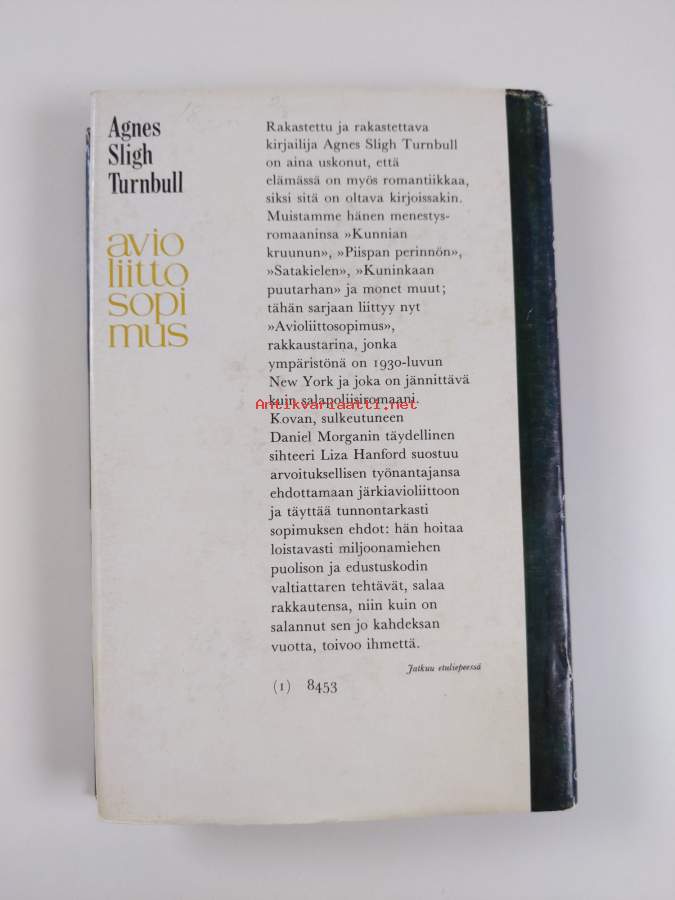 Agnes
Sligh
Turnbull
avio
liitto
sopi
mus
Rakastettu ja rakastettava
kirjailija Agnes Sligh Turnbull
on aina uskonut, että
elämässä on myös romantiikkaa,
siksi sitä on oltava kirjoissakin.
Muistamme hänen menestys-
romaaninsa »Kunnian
kruunun», »Piispan perinnön»,
»Satakielen», »Kuninkaan
puutarhan» ja monet muut;
tähän sarjaan liittyy nyt
»Avioliittosopimus»,
rakkaustarina, jonka
ympäristönä on 1930-luvun
New York ja joka on jännittävä
kuin salapoliisiromaani.
Antikvariaatti.net
Kovan, sulkeutuneen
Daniel Morganin täydellinen
sihteeri Liza Hanford suostuu
arvoituksellisen työnantajansa
ehdottamaan järkiavioliittoon
ja täyttää tunnontarkasti
sopimuksen ehdot: hän hoitaa
loistavasti miljoonamiehen
puolison ja edustuskodin
valtiattaren tehtävät, salaa
rakkautensa, niin kuin on
salannut sen jo kahdeksan
vuotta, toivoo ihmettä.
Jatkuu etuliepeessä
(1) 8453